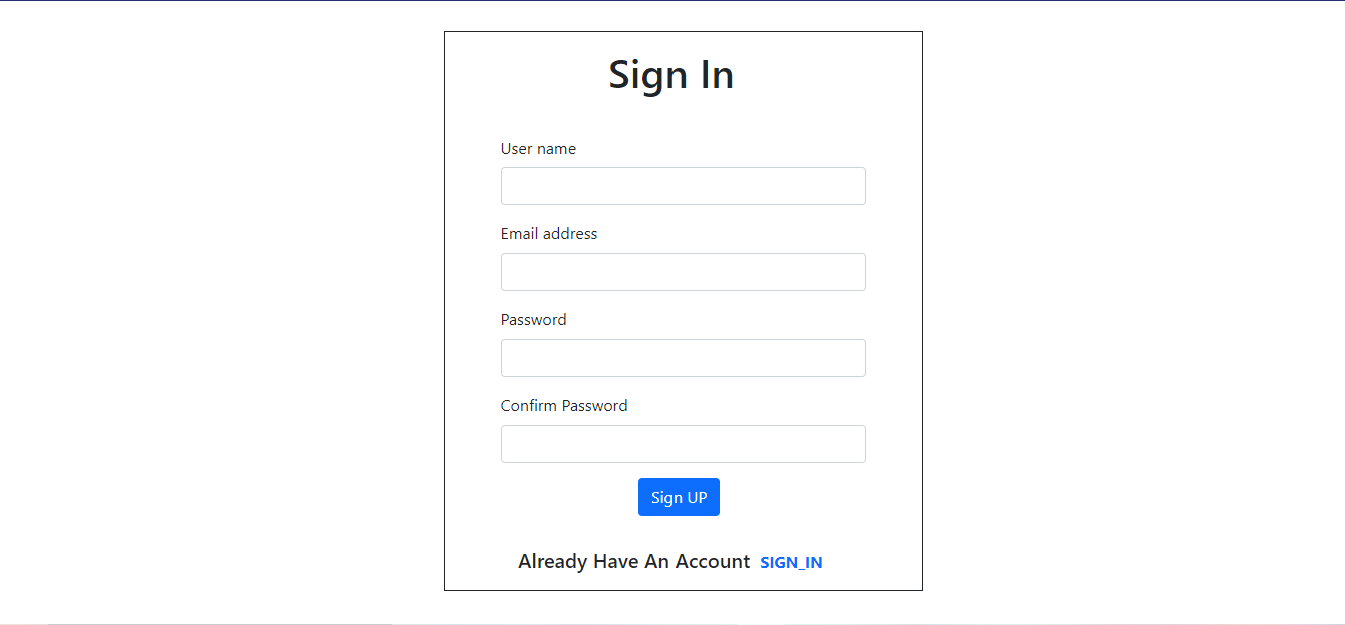 Sign In
User name
Email address
Password
Confirm Password
Sign UP
Already Have An Account SIGN_IN